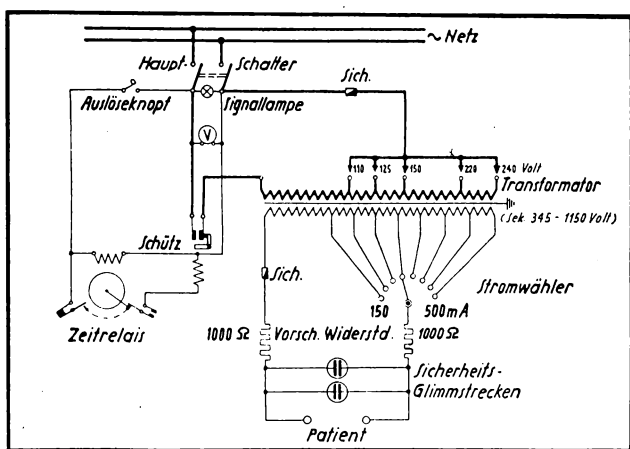 ~ Netz
Haupt- Schalter
Sich.
Auslöseknopf
Signallampe
V
110 125 150 220 240 Volt
Transformator
(Sek. 345 - 1150 Volt)
Schütz
Sich.
Stromwähler
150 500 mA
Zeitrelais
1000 Ω Vorsch. Widerstd. 1000 Ω
Sicherheits-
Glimmstrecken
Patient